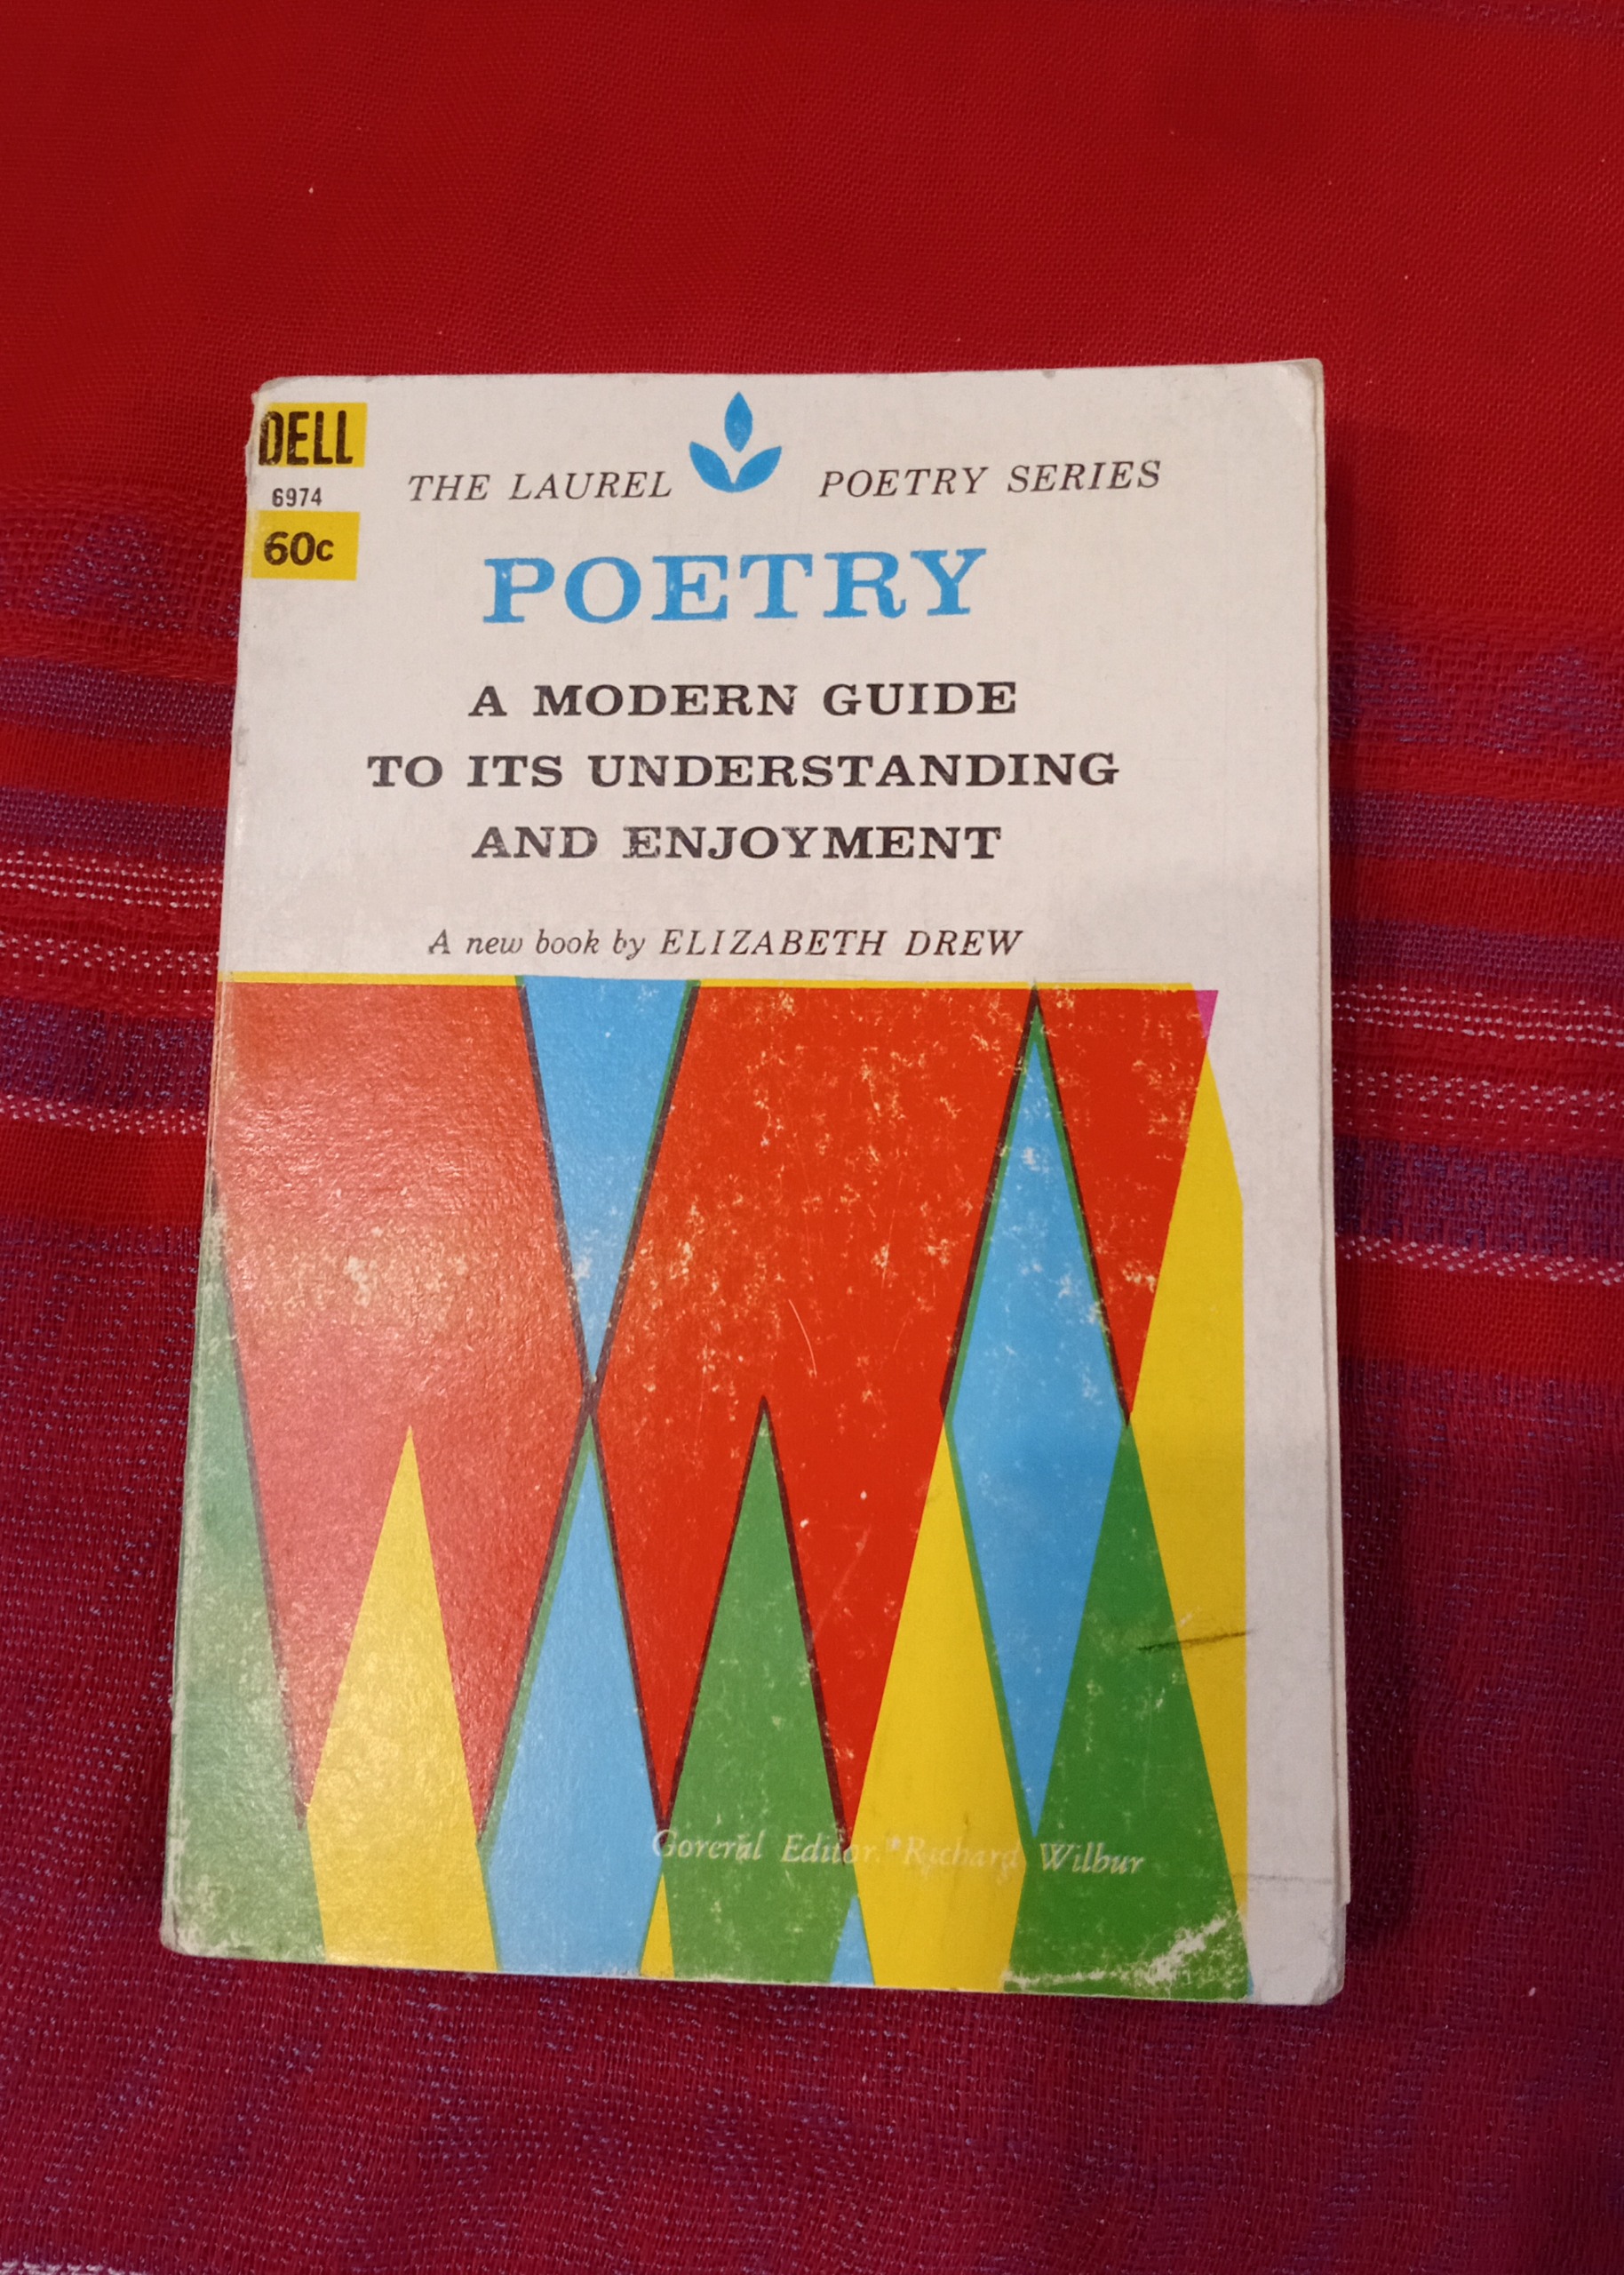 DELL
6974
60c
THE LAUREL POETRY SERIES
POETRY
A MODERN GUIDE
TO ITS UNDERSTANDING
AND ENJOYMENT
A new book by ELIZABETH DREW
General Editor: Richard Wilbur